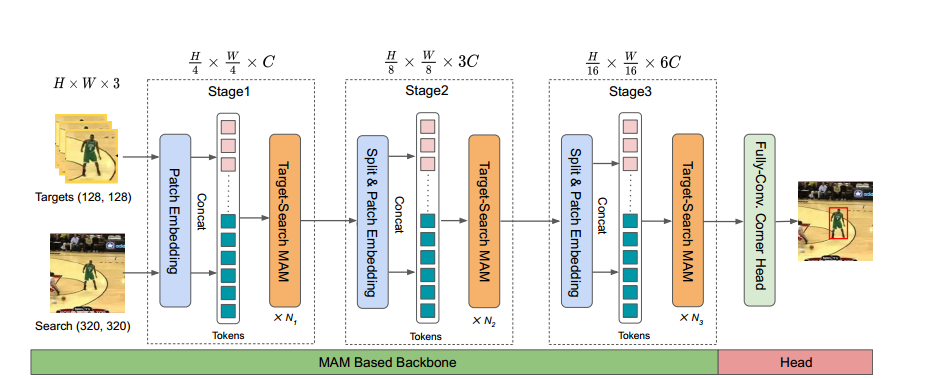 H × W × 3
H/4 × W/4 × C
H/8 × W/8 × 3C
H/16 × W/16 × 6C
Stage1
Stage2
Stage3
Targets (128, 128)
Search (320, 320)
Patch Embedding
Concat
Tokens
Target-Search MAM
× N₁
Split & Patch Embedding
Concat
Tokens
Target-Search MAM
× N₂
Split & Patch Embedding
Concat
Tokens
Target-Search MAM
× N₃
Fully-Conv. Corner Head
MAM Based Backbone
Head